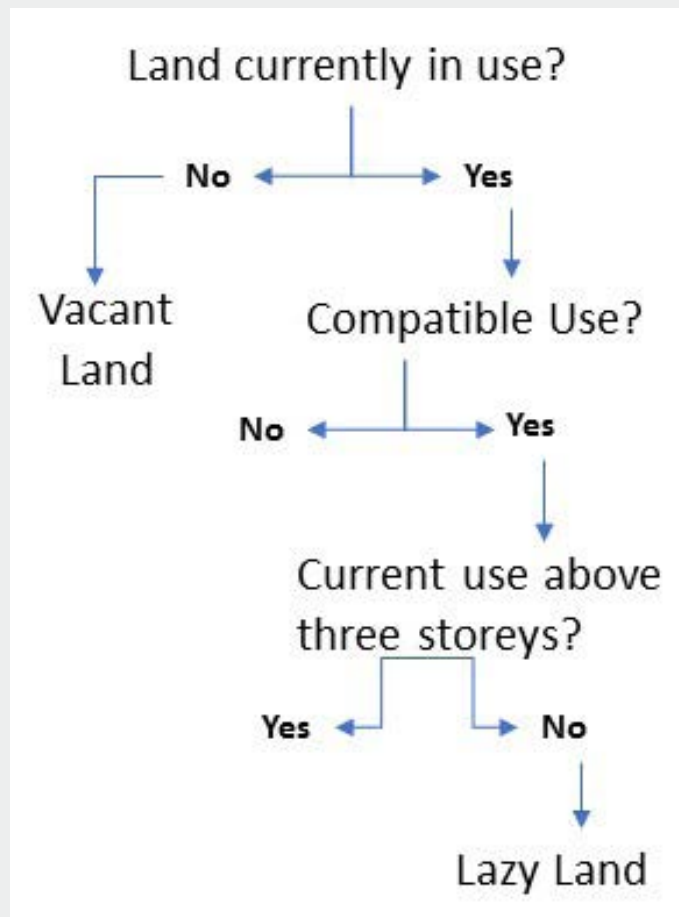 Land currently in use?
No
Yes
Vacant
Land
Compatible Use?
No
Yes
Current use above
three storeys?
Yes
No
Lazy Land